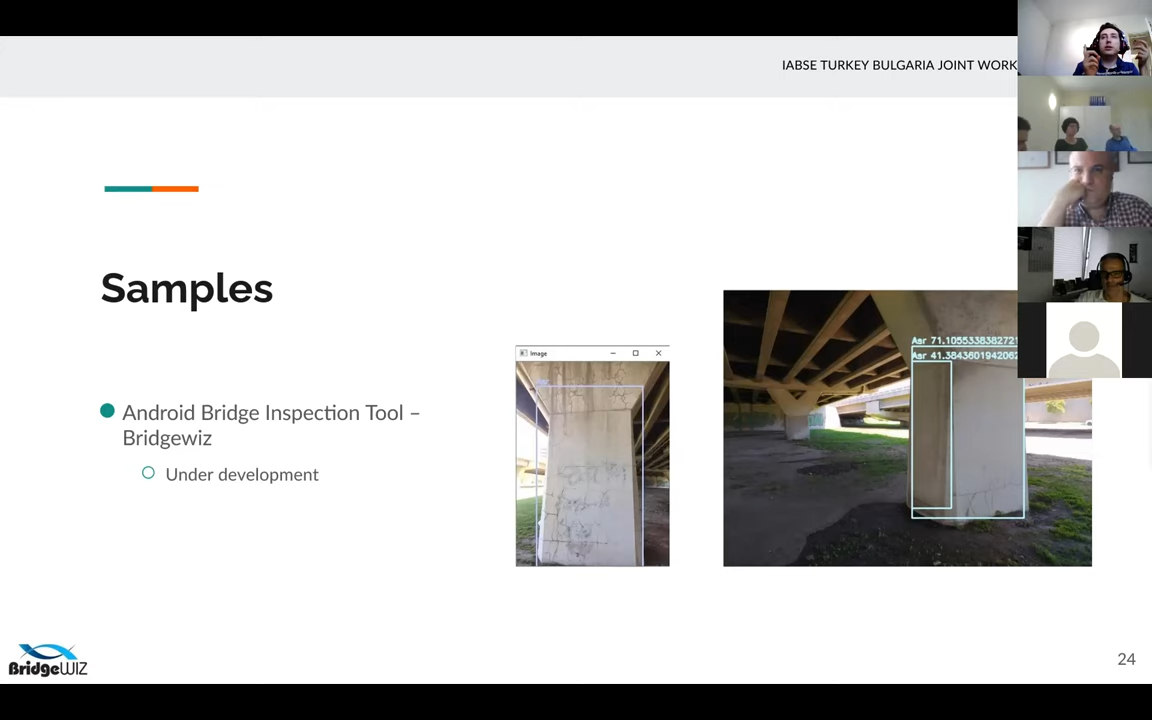 IABSE TURKEY BULGARIA JOINT WORK
Samples
Image
Aar 71.1055338382721
Aar 41.3843601942062
Android Bridge Inspection Tool –
Bridgewiz
Under development
BridgeWIZ
24